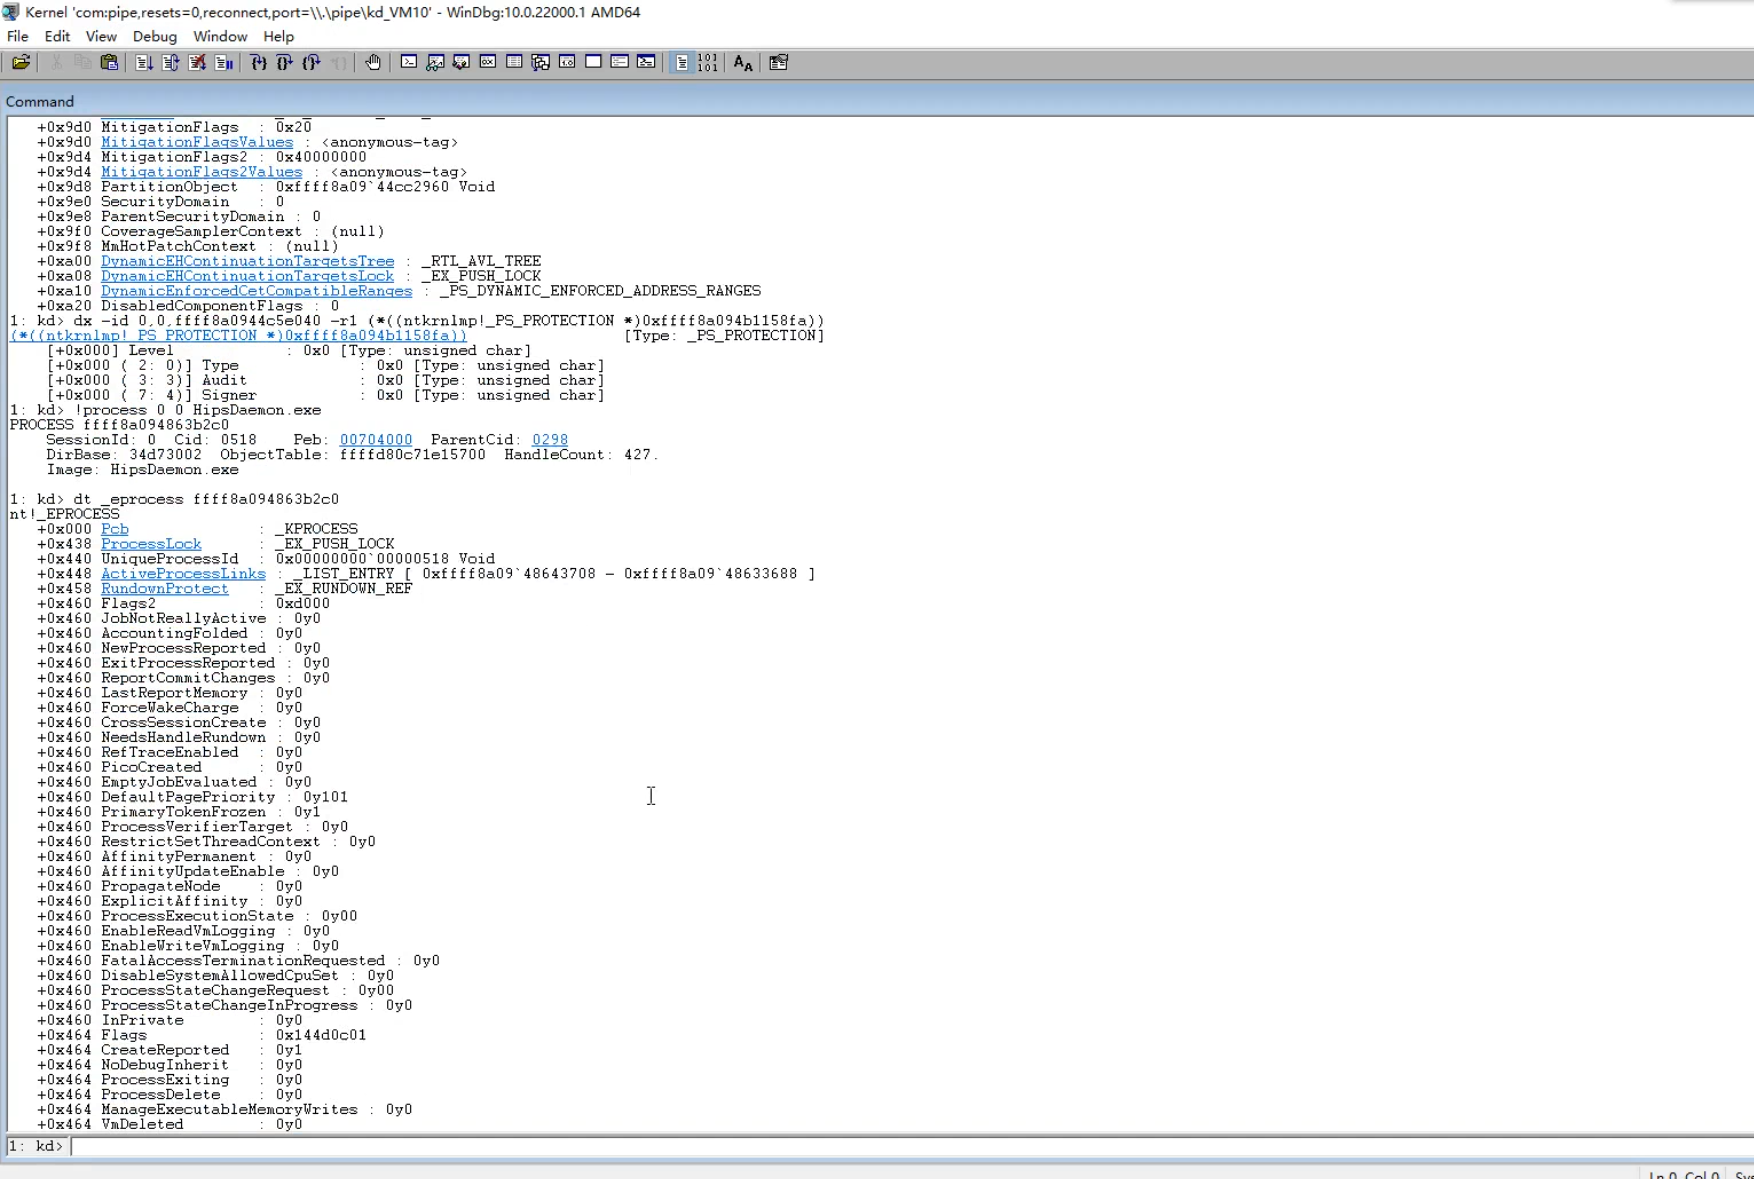 Kernel 'com:pipe,resets=0,reconnect,port=\\.\pipe\kd_VM10' - WinDbg:10.0.22000.1 AMD64
File Edit View Debug Window Help
Command
+0x9d0 MitigationFlags : 0x20
+0x9d0 MitigationFlagsValues : <anonymous-tag>
+0x9d4 MitigationFlags2 : 0x40000000
+0x9d4 MitigationFlags2Values : <anonymous-tag>
+0x9d8 PartitionObject : 0xffff8a09`44cc2960 Void
+0x9e0 SecurityDomain : 0
+0x9e8 ParentSecurityDomain : 0
+0x9f0 CoverageSamplerContext : (null)
+0x9f8 MmHotPatchContext : (null)
+0xa00 DynamicEHContinuationTargetsTree : _RTL_AVL_TREE
+0xa08 DynamicEHContinuationTargetsLock : _EX_PUSH_LOCK
+0xa10 DynamicEnforcedCetCompatibleRanges : _PS_DYNAMIC_ENFORCED_ADDRESS_RANGES
+0xa20 DisabledComponentFlags : 0
1: kd> dx -id 0,0,ffff8a0944c5e040 -r1 (*((ntkrnlmp!_PS_PROTECTION *)0xffff8a094b1158fa))
(*((ntkrnlmp!_PS_PROTECTION *)0xffff8a094b1158fa)) [Type: _PS_PROTECTION]
[+0x000] Level : 0x0 [Type: unsigned char]
[+0x000 ( 2: 0)] Type : 0x0 [Type: unsigned char]
[+0x000 ( 3: 3)] Audit : 0x0 [Type: unsigned char]
[+0x000 ( 7: 4)] Signer : 0x0 [Type: unsigned char]
1: kd> !process 0 0 HipsDaemon.exe
PROCESS ffff8a094863b2c0
SessionId: 0 Cid: 0518 Peb: 00704000 ParentCid: 0298
DirBase: 34d73002 ObjectTable: ffffd80c71e15700 HandleCount: 427.
Image: HipsDaemon.exe
1: kd> dt _eprocess ffff8a094863b2c0
nt!_EPROCESS
+0x000 Pcb : _KPROCESS
+0x438 ProcessLock : _EX_PUSH_LOCK
+0x440 UniqueProcessId : 0x00000000`00000518 Void
+0x448 ActiveProcessLinks : _LIST_ENTRY [ 0xffff8a09`48643708 - 0xffff8a09`48633688 ]
+0x458 RundownProtect : _EX_RUNDOWN_REF
+0x460 Flags2 : 0xd000
+0x460 JobNotReallyActive : 0y0
+0x460 AccountingFolded : 0y0
+0x460 NewProcessReported : 0y0
+0x460 ExitProcessReported : 0y0
+0x460 ReportCommitChanges : 0y0
+0x460 LastReportMemory : 0y0
+0x460 ForceWakeCharge : 0y0
+0x460 CrossSessionCreate : 0y0
+0x460 NeedsHandleRundown : 0y0
+0x460 RefTraceEnabled : 0y0
+0x460 PicoCreated : 0y0
+0x460 EmptyJobEvaluated : 0y0
+0x460 DefaultPagePriority : 0y101
+0x460 PrimaryTokenFrozen : 0y1
+0x460 ProcessVerifierTarget : 0y0
+0x460 RestrictSetThreadContext : 0y0
+0x460 AffinityPermanent : 0y0
+0x460 AffinityUpdateEnable : 0y0
+0x460 PropagateNode : 0y0
+0x460 ExplicitAffinity : 0y0
+0x460 ProcessExecutionState : 0y00
+0x460 EnableReadVmLogging : 0y0
+0x460 EnableWriteVmLogging : 0y0
+0x460 FatalAccessTerminationRequested : 0y0
+0x460 DisableSystemAllowedCpuSet : 0y0
+0x460 ProcessStateChangeRequest : 0y00
+0x460 ProcessStateChangeInProgress : 0y0
+0x460 InPrivate : 0y0
+0x464 Flags : 0x144d0c01
+0x464 CreateReported : 0y1
+0x464 NoDebugInherit : 0y0
+0x464 ProcessExiting : 0y0
+0x464 ProcessDelete : 0y0
+0x464 ManageExecutableMemoryWrites : 0y0
+0x464 VmDeleted : 0y0
1: kd>
Ln 0, Col 0